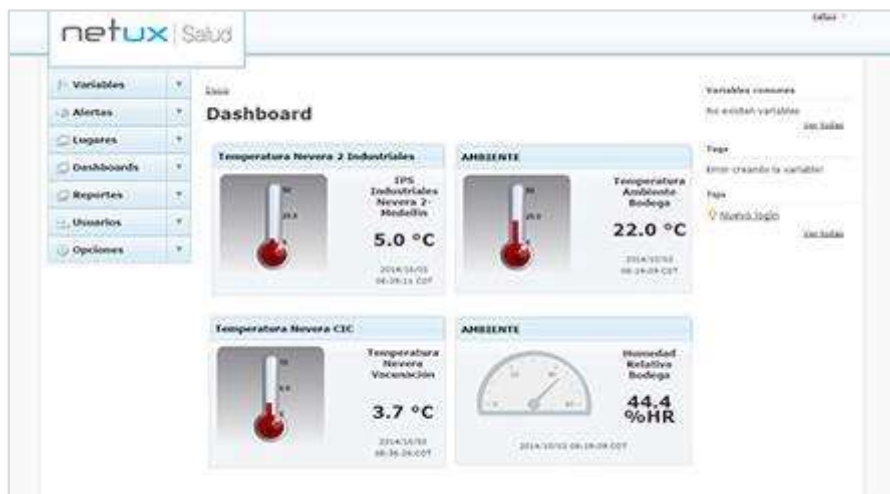 netux | Salud
Variables
Alertas
Lugares
Dashboards
Reportes
Usuarios
Opciones
Inicio
Dashboard
Temperatura Nevera 2 Industriales
IPS
Industriales
Nevera 2-
Medellín
5.0 °C
AMBIENTE
Temperatura
Ambiente
Bodega
22.0 °C
Temperatura Nevera CIC
Temperatura
Nevera
Vacunación
3.7 °C
AMBIENTE
Humedad
Relativa
Bodega
44.4
%HR
Variables comunes
No existen variables
Ver todas
Error creando la variable!
Nuevo login
Ver todas